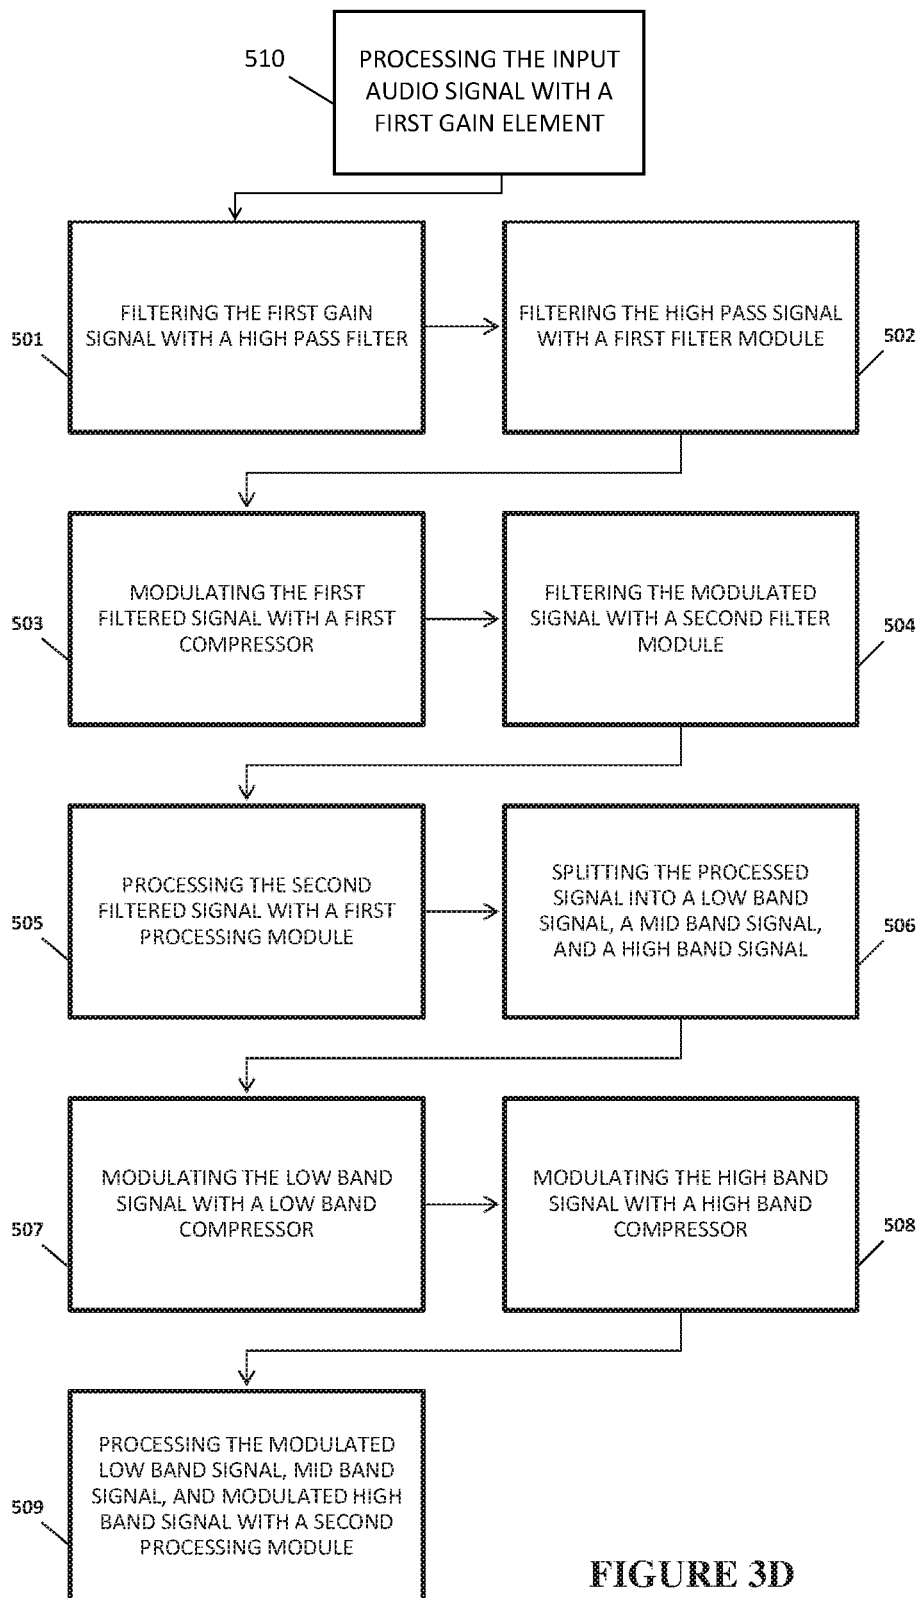 510
PROCESSING THE INPUT
AUDIO SIGNAL WITH A
FIRST GAIN ELEMENT
501
FILTERING THE FIRST GAIN
SIGNAL WITH A HIGH PASS FILTER
FILTERING THE HIGH PASS SIGNAL
WITH A FIRST FILTER MODULE
502
503
MODULATING THE FIRST
FILTERED SIGNAL WITH A FIRST
COMPRESSOR
FILTERING THE MODULATED
SIGNAL WITH A SECOND FILTER
MODULE
504
505
PROCESSING THE SECOND
FILTERED SIGNAL WITH A FIRST
PROCESSING MODULE
SPLITTING THE PROCESSED
SIGNAL INTO A LOW BAND
SIGNAL, A MID BAND SIGNAL,
AND A HIGH BAND SIGNAL
506
507
MODULATING THE LOW BAND
SIGNAL WITH A LOW BAND
COMPRESSOR
MODULATING THE HIGH BAND
SIGNAL WITH A HIGH BAND
COMPRESSOR
508
509
PROCESSING THE MODULATED
LOW BAND SIGNAL, MID BAND
SIGNAL, AND MODULATED HIGH
BAND SIGNAL WITH A SECOND
PROCESSING MODULE
FIGURE 3D